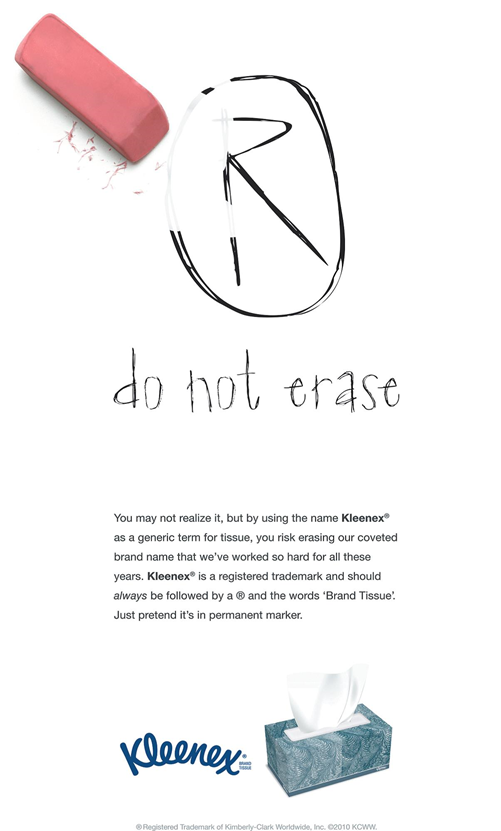 R
do not erase
You may not realize it, but by using the name Kleenex®
as a generic term for tissue, you risk erasing our coveted
brand name that we've worked so hard for all these
years. Kleenex® is a registered trademark and should
always be followed by a ® and the words 'Brand Tissue'.
Just pretend it's in permanent marker.
Kleenex®
BRAND
TISSUE
®Registered Trademark of Kimberly-Clark Worldwide, Inc. ©2010 KCWW.